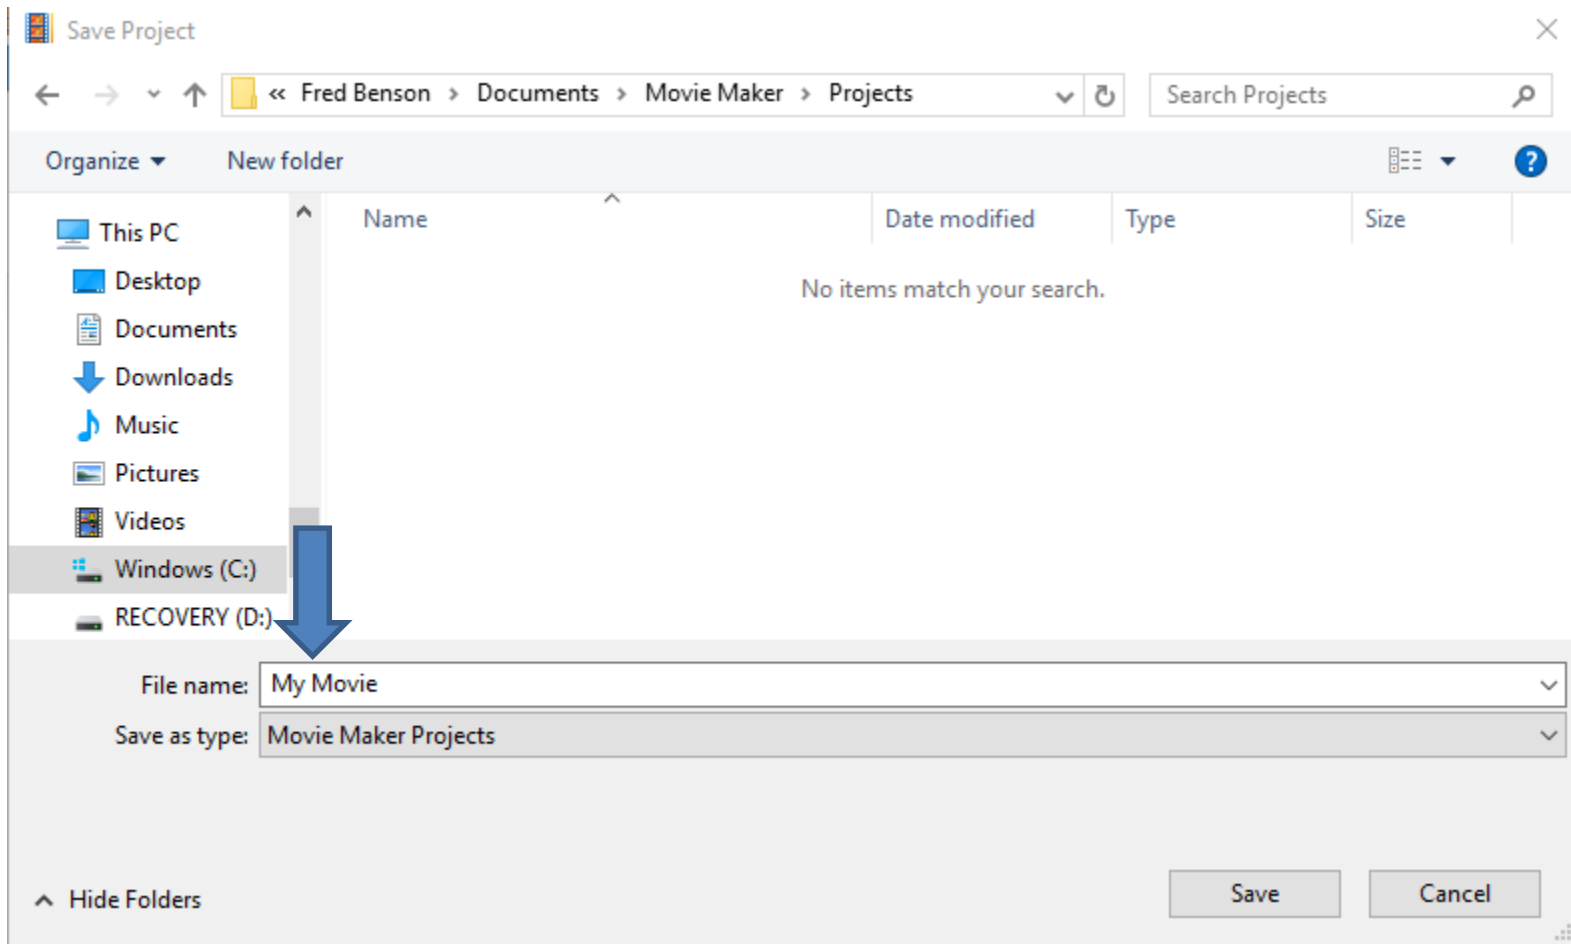 Save Project
« Fred Benson > Documents > Movie Maker > Projects
Search Projects
Organize
New folder
?
Name
Date modified
Type
Size
This PC
Desktop
Documents
Downloads
Music
Pictures
Videos
Windows (C:)
RECOVERY (D:)
No items match your search.
File name: My Movie
Save as type: Movie Maker Projects
Hide Folders
Save
Cancel